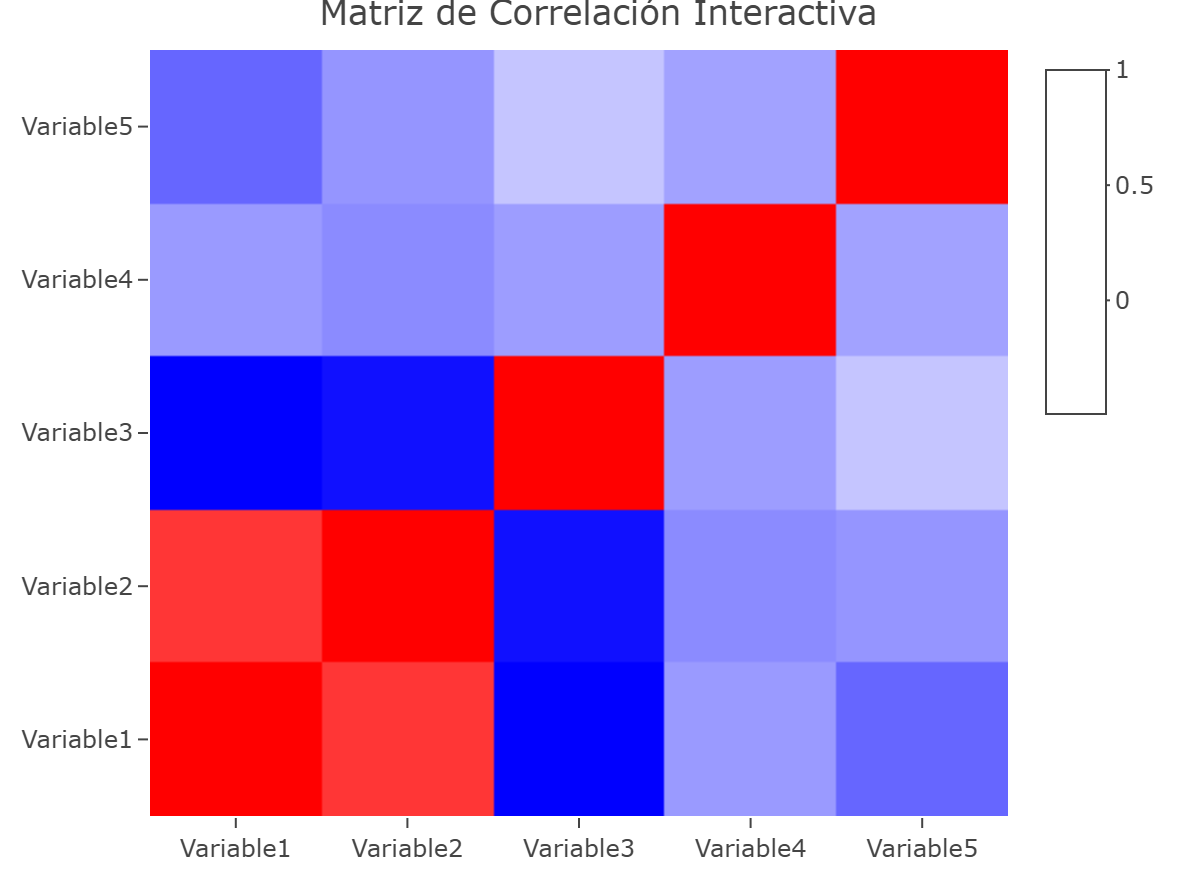 Matriz de Correlación Interactiva
1
0.5
0
Variable5
Variable4
Variable3
Variable2
Variable1
Variable1 Variable2 Variable3 Variable4 Variable5